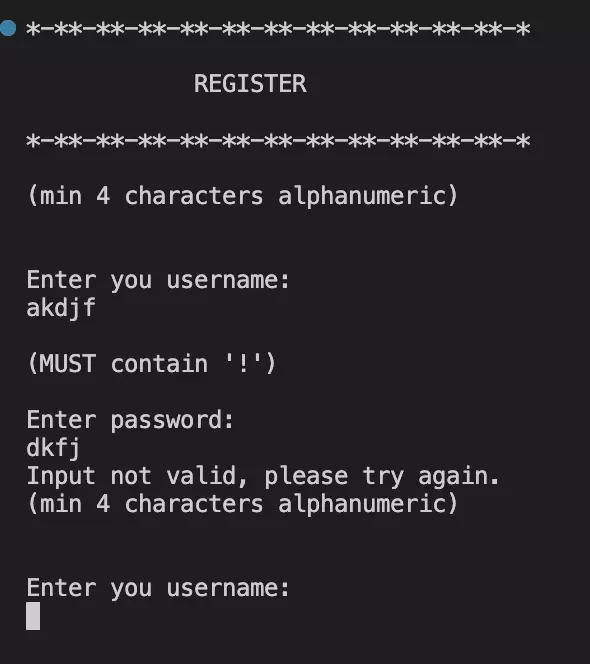 *-**-**-**-**-**-**-**-**-**-**-**-*
REGISTER
*-**-**-**-**-**-**-**-**-**-**-**-*
(min 4 characters alphanumeric)
Enter you username:
akdjf
(MUST contain '!')
Enter password:
dkfj
Input not valid, please try again.
(min 4 characters alphanumeric)
Enter you username: